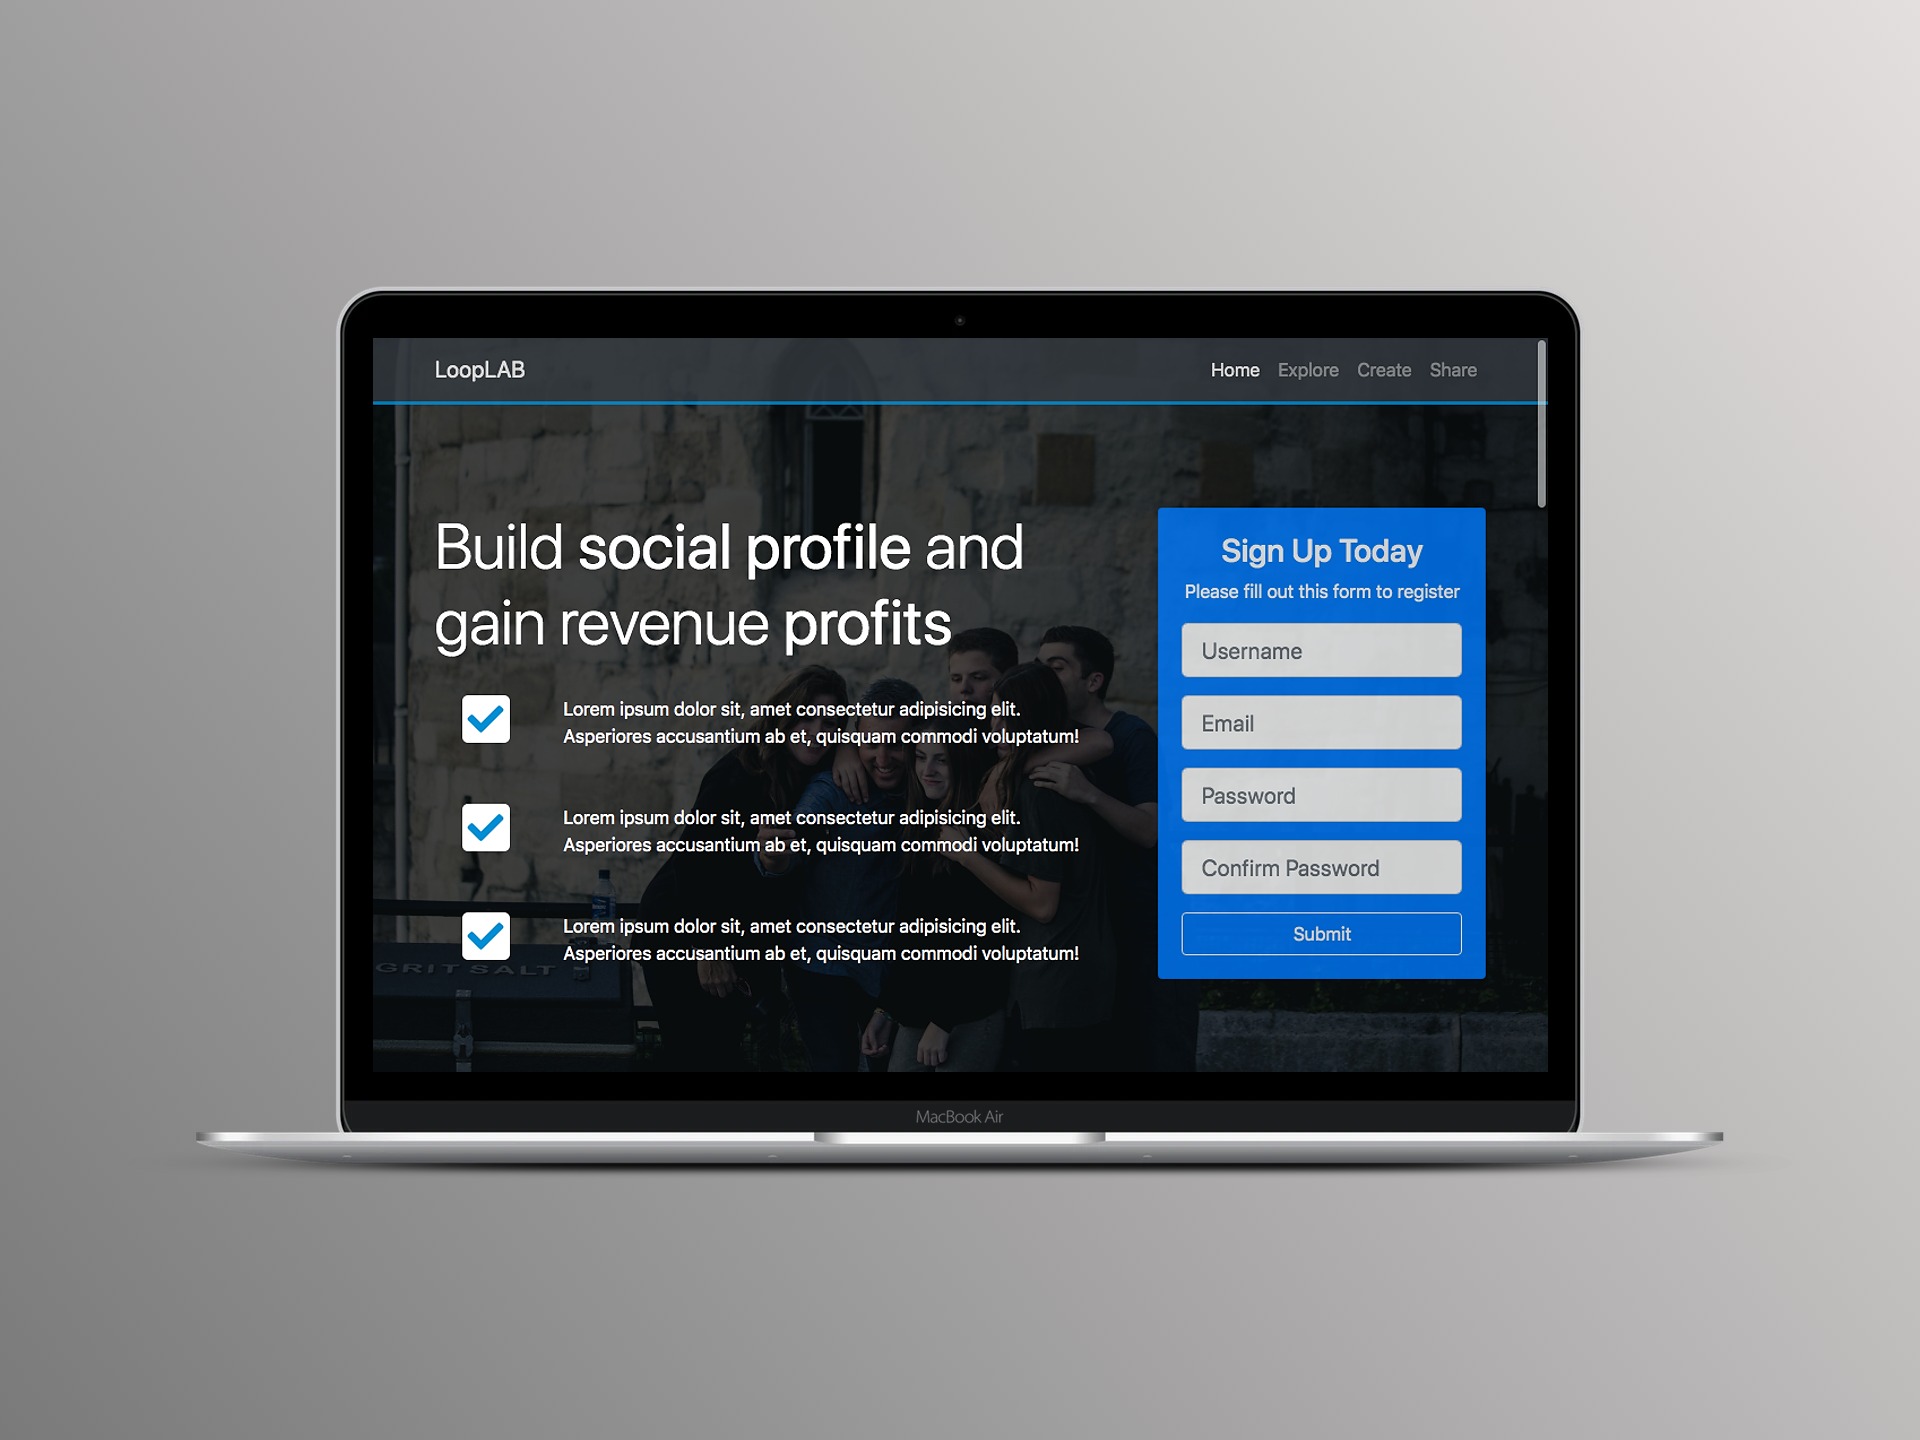 LoopLAB
Home Explore Create Share
Build social profile and
gain revenue profits
Lorem ipsum dolor sit, amet consectetur adipisicing elit.
Asperiores accusantium ab et, quisquam commodi voluptatum!
Lorem ipsum dolor sit, amet consectetur adipisicing elit.
Asperiores accusantium ab et, quisquam commodi voluptatum!
Lorem ipsum dolor sit, amet consectetur adipisicing elit.
Asperiores accusantium ab et, quisquam commodi voluptatum!
GRIT SALT
Sign Up Today
Please fill out this form to register
Username
Email
Password
Confirm Password
Submit
MacBook Air